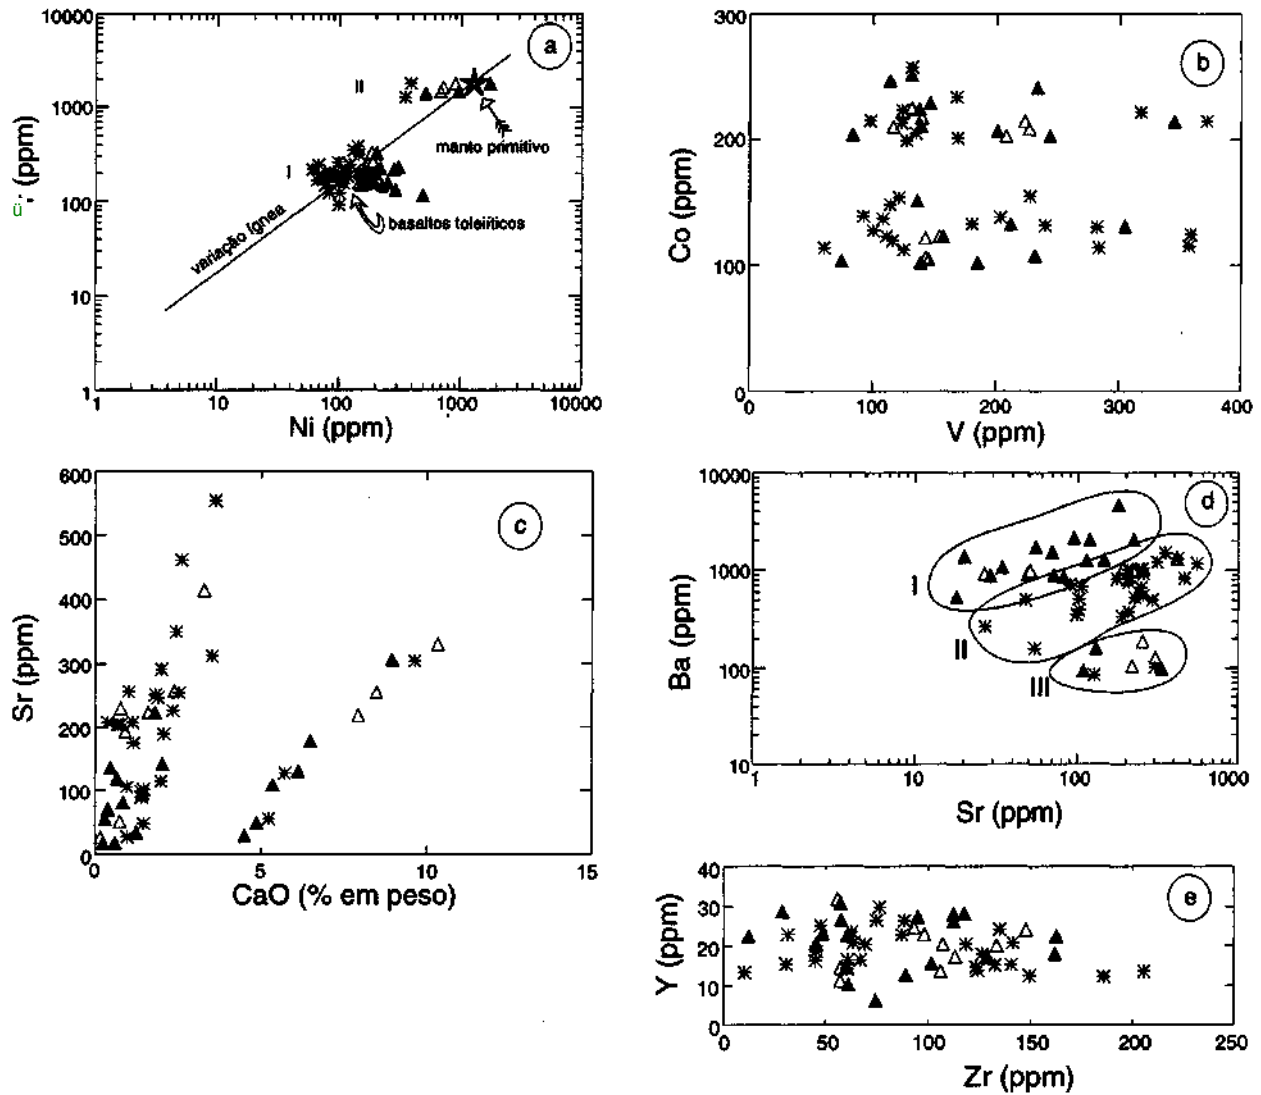 10000
1000
100
10
1
(ppm)
a
II
manto primitivo
I
basaltos toleiíticos
variação ígnea
1 10 100 1000 10000
Ni (ppm)
300
200
100
0
Co (ppm)
b
100 200 300 400
V (ppm)
600
500
400
300
200
100
0
Sr (ppm)
c
0 5 10 15
CaO (% em peso)
10000
1000
100
10
Ba (ppm)
d
I
II
III
1 10 100 1000
Sr (ppm)
40
30
20
10
0
Y (ppm)
e
0 50 100 150 200 250
Zr (ppm)